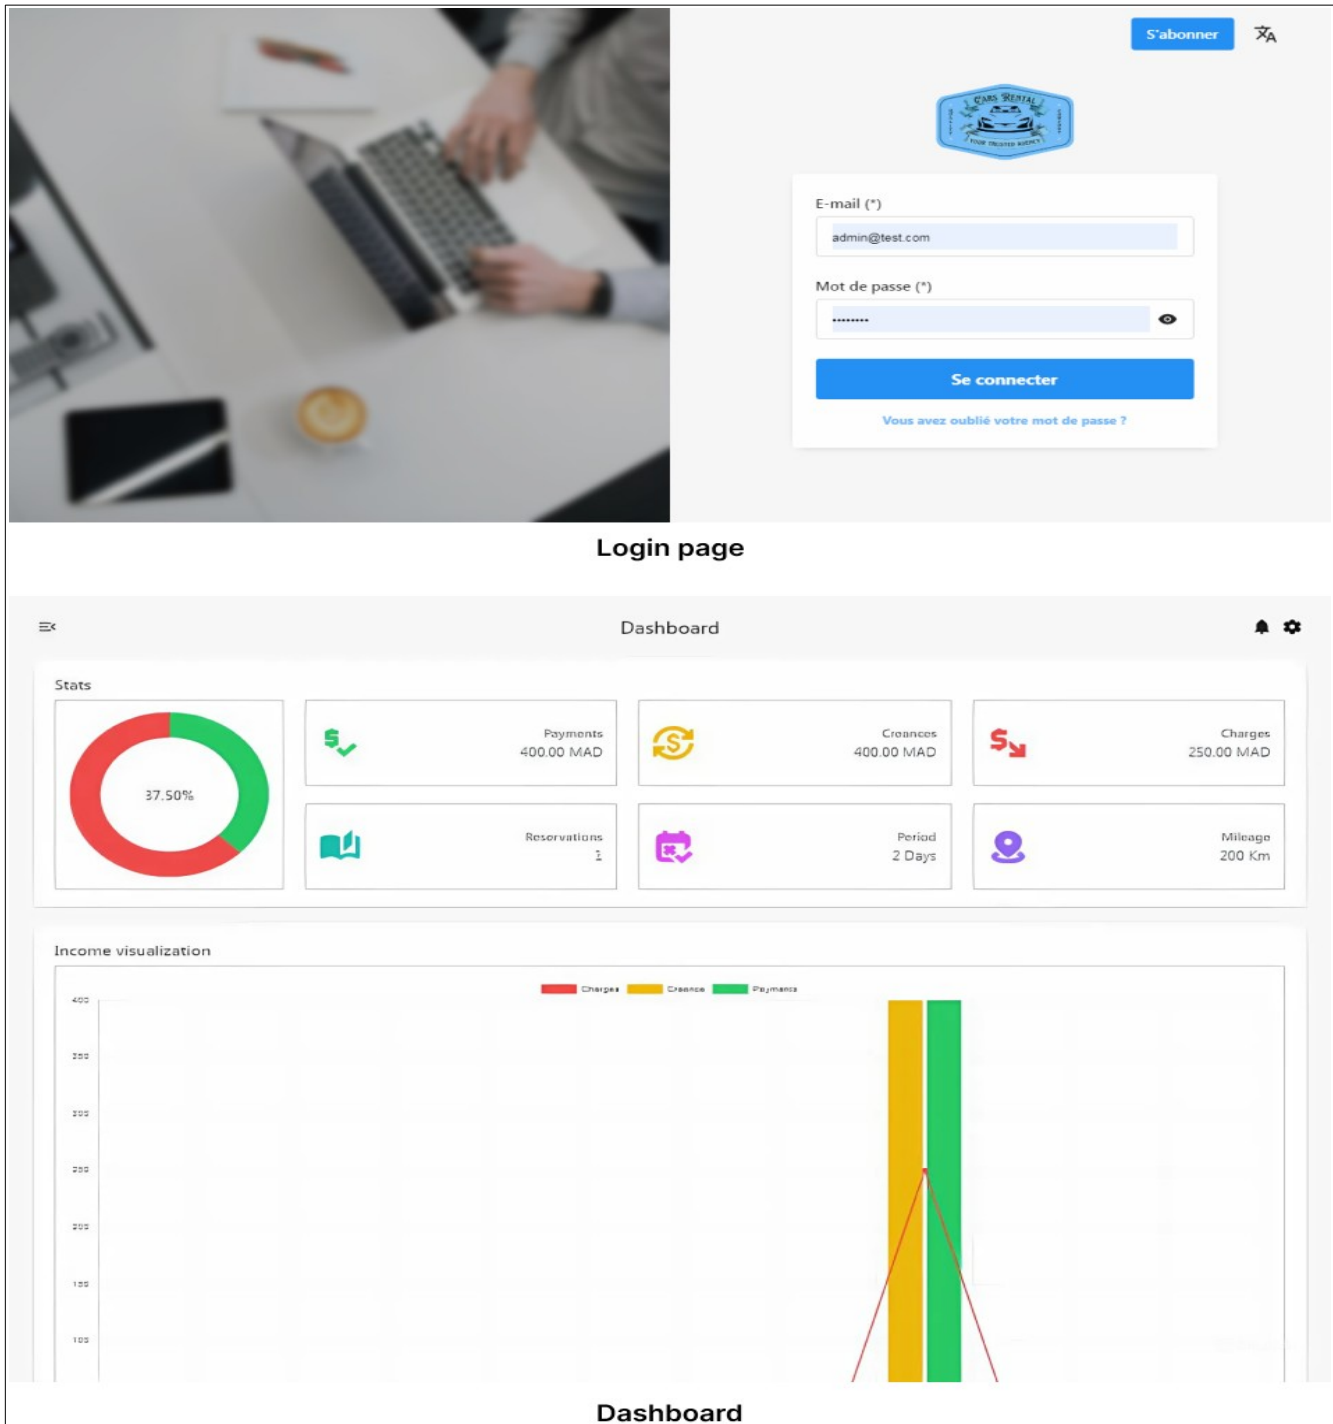 S'abonner
CARS RENTAL
YOUR TRUSTED AGENCY
E-mail (*)
admin@test.com
Mot de passe (*)
••••••••
Se connecter
Vous avez oublié votre mot de passe ?
Login page
Dashboard
Stats
37.50%
Payments
400.00 MAD
Creances
400.00 MAD
Charges
250.00 MAD
Reservations
1
Period
2 Days
Mileage
200 Km
Income visualization
Charges Creance Payments
400
350
300
250
200
150
100
Dashboard